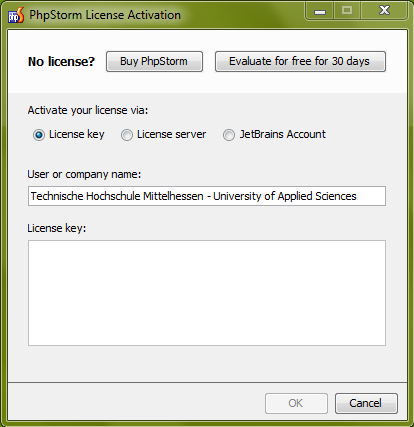 PhpStorm License Activation
No license? Buy PhpStorm Evaluate for free for 30 days
Activate your license via:
License key License server JetBrains Account
User or company name:
Technische Hochschule Mittelhessen - University of Applied Sciences
License key:
OK Cancel